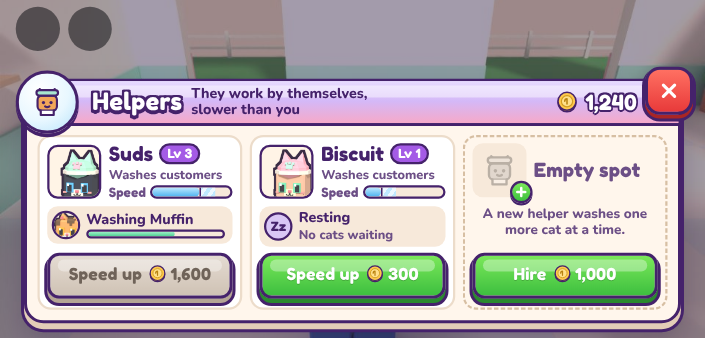 Helpers
They work by themselves,
slower than you
1,240
Suds Lv 3
Washes customers
Speed
Washing Muffin
Speed up 1,600
Biscuit Lv 1
Washes customers
Speed
Zz
Resting
No cats waiting
Speed up 300
Empty spot
A new helper washes one
more cat at a time.
Hire 1,000